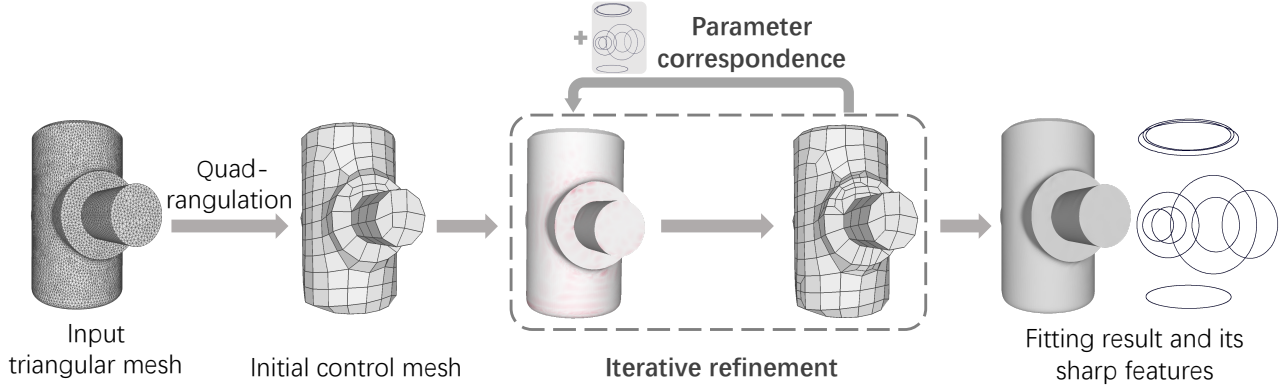 Parameter
correspondence
Quad-
rangulation
Input
triangular mesh
Initial control mesh
Iterative refinement
Fitting result and its
sharp features